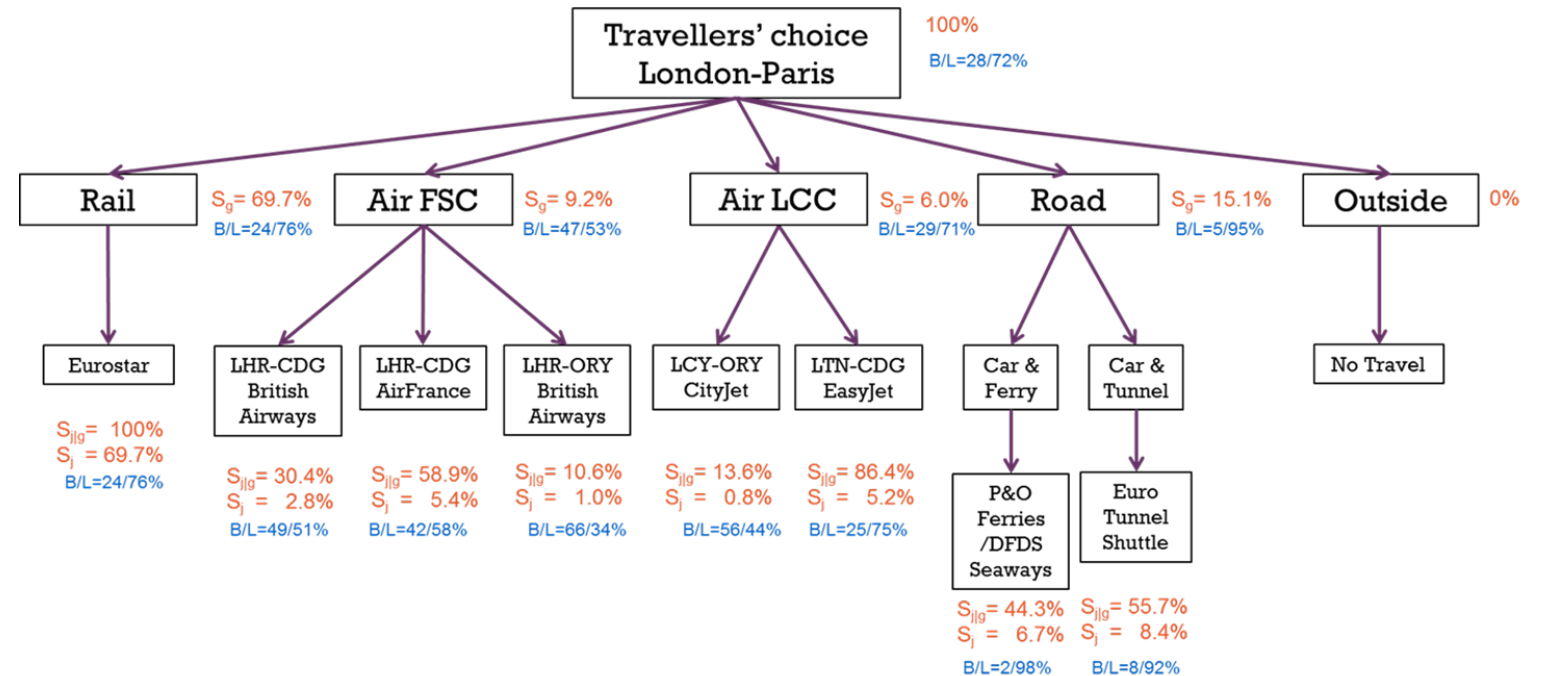 Travellers' choice
London-Paris
100%
B/L=28/72%
Rail
Sg= 69.7%
B/L=24/76%
Air FSC
Sg= 9.2%
B/L=47/53%
Air LCC
Sg= 6.0%
B/L=29/71%
Road
Sg= 15.1%
B/L=5/95%
Outside
0%
Eurostar
Sj|g= 100%
Sj = 69.7%
B/L=24/76%
LHR-CDG
British
Airways
Sj|g= 30.4%
Sj = 2.8%
B/L=49/51%
LHR-CDG
AirFrance
Sj|g= 58.9%
Sj = 5.4%
B/L=42/58%
LHR-ORY
British
Airways
Sj|g= 10.6%
Sj = 1.0%
B/L=66/34%
LCY-ORY
CityJet
Sj|g= 13.6%
Sj = 0.8%
B/L=56/44%
LTN-CDG
EasyJet
Sj|g= 86.4%
Sj = 5.2%
B/L=25/75%
Car &
Ferry
P&O
Ferries
/DFDS
Seaways
Sj|g= 44.3%
Sj = 6.7%
B/L=2/98%
Car &
Tunnel
Euro
Tunnel
Shuttle
Sj|g= 55.7%
Sj = 8.4%
B/L=8/92%
No Travel